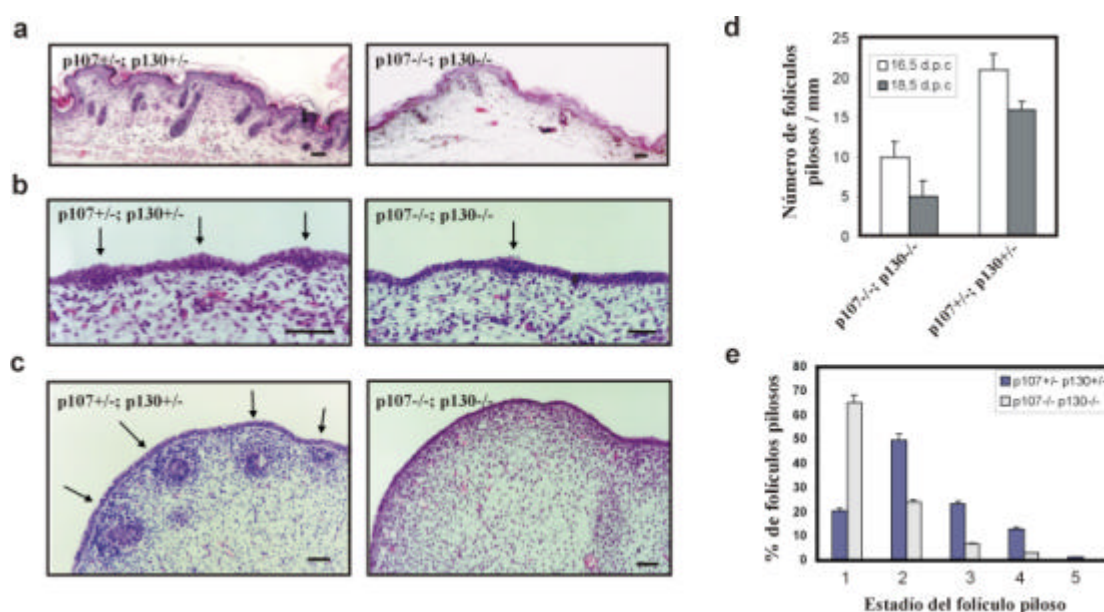 a
p107+/-; p130+/-
p107-/-; p130-/-
b
p107+/-; p130+/-
p107-/-; p130-/-
c
p107+/-; p130+/-
p107-/-; p130-/-
d
Número de folículos
pilosos / mm
25
20
15
10
5
0
16,5 d.p.c
18,5 d.p.c
p107-/-; p130-/-
p107+/-; p130+/-
e
% de folículos pilosos
80
70
60
50
40
30
20
10
0
p107+/- p130+/-
p107-/- p130-/-
1 2 3 4 5
Estadío del folículo piloso